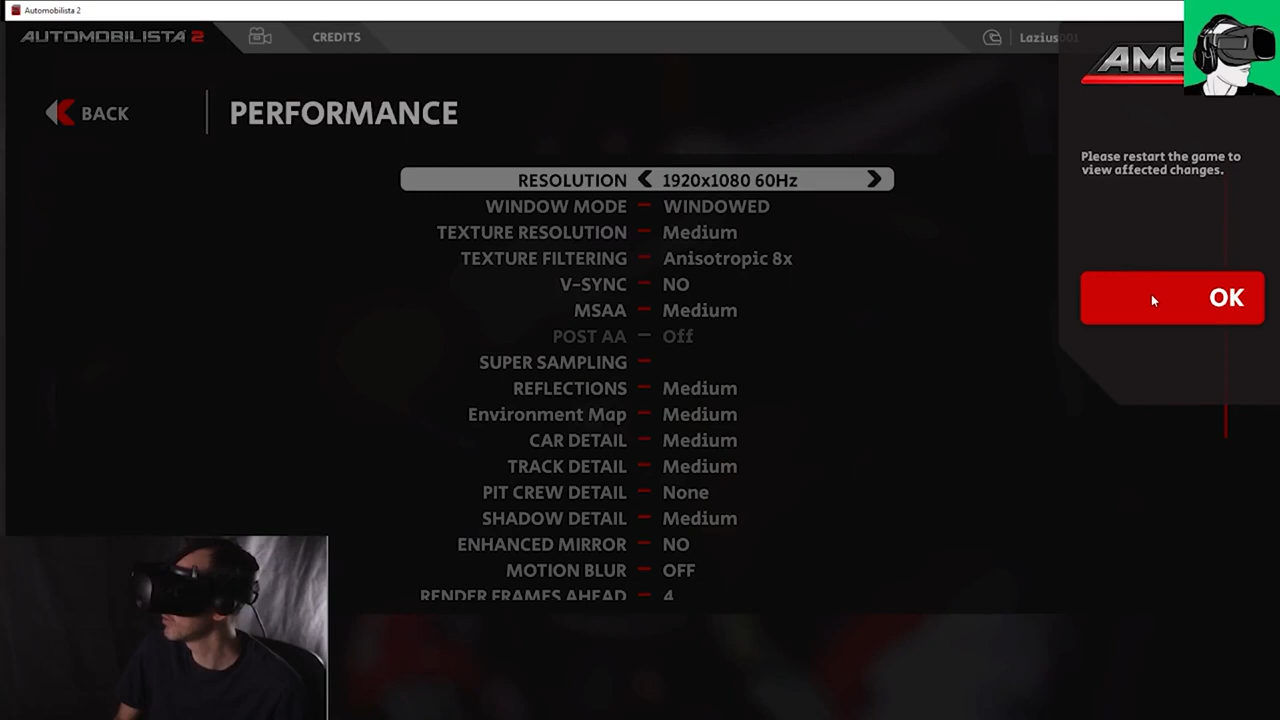 Automobilista 2
AUTOMOBILISTA 2
CREDITS
Lazius001
AMS
BACK
PERFORMANCE
Please restart the game to
view affected changes.
OK
RESOLUTION 1920x1080 60Hz
WINDOW MODE WINDOWED
TEXTURE RESOLUTION Medium
TEXTURE FILTERING Anisotropic 8x
V-SYNC NO
MSAA Medium
POST AA Off
SUPER SAMPLING
REFLECTIONS Medium
Environment Map Medium
CAR DETAIL Medium
TRACK DETAIL Medium
PIT CREW DETAIL None
SHADOW DETAIL Medium
ENHANCED MIRROR NO
MOTION BLUR OFF
RENDER FRAMES AHEAD 4